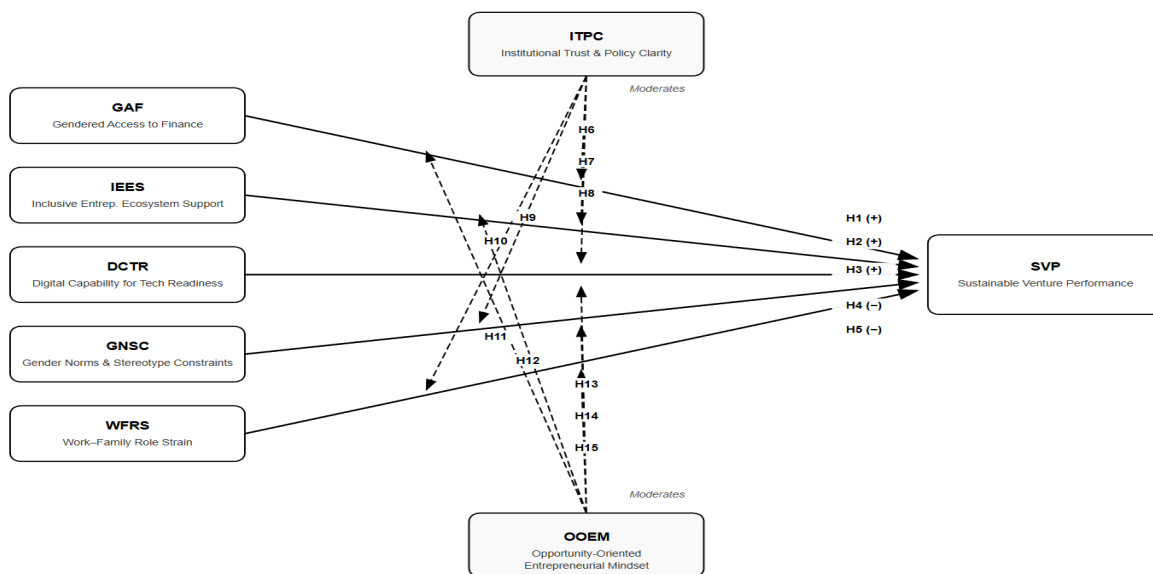 ITPC
Institutional Trust & Policy Clarity
Moderates
GAF
Gendered Access to Finance
IEES
Inclusive Entrep. Ecosystem Support
DCTR
Digital Capability for Tech Readiness
GNSC
Gender Norms & Stereotype Constraints
WFRS
Work–Family Role Strain
H6
H7
H8
H9
H10
H11
H12
H13
H14
H15
H1 (+)
H2 (+)
H3 (+)
H4 (−)
H5 (−)
SVP
Sustainable Venture Performance
Moderates
OOEM
Opportunity-Oriented
Entrepreneurial Mindset